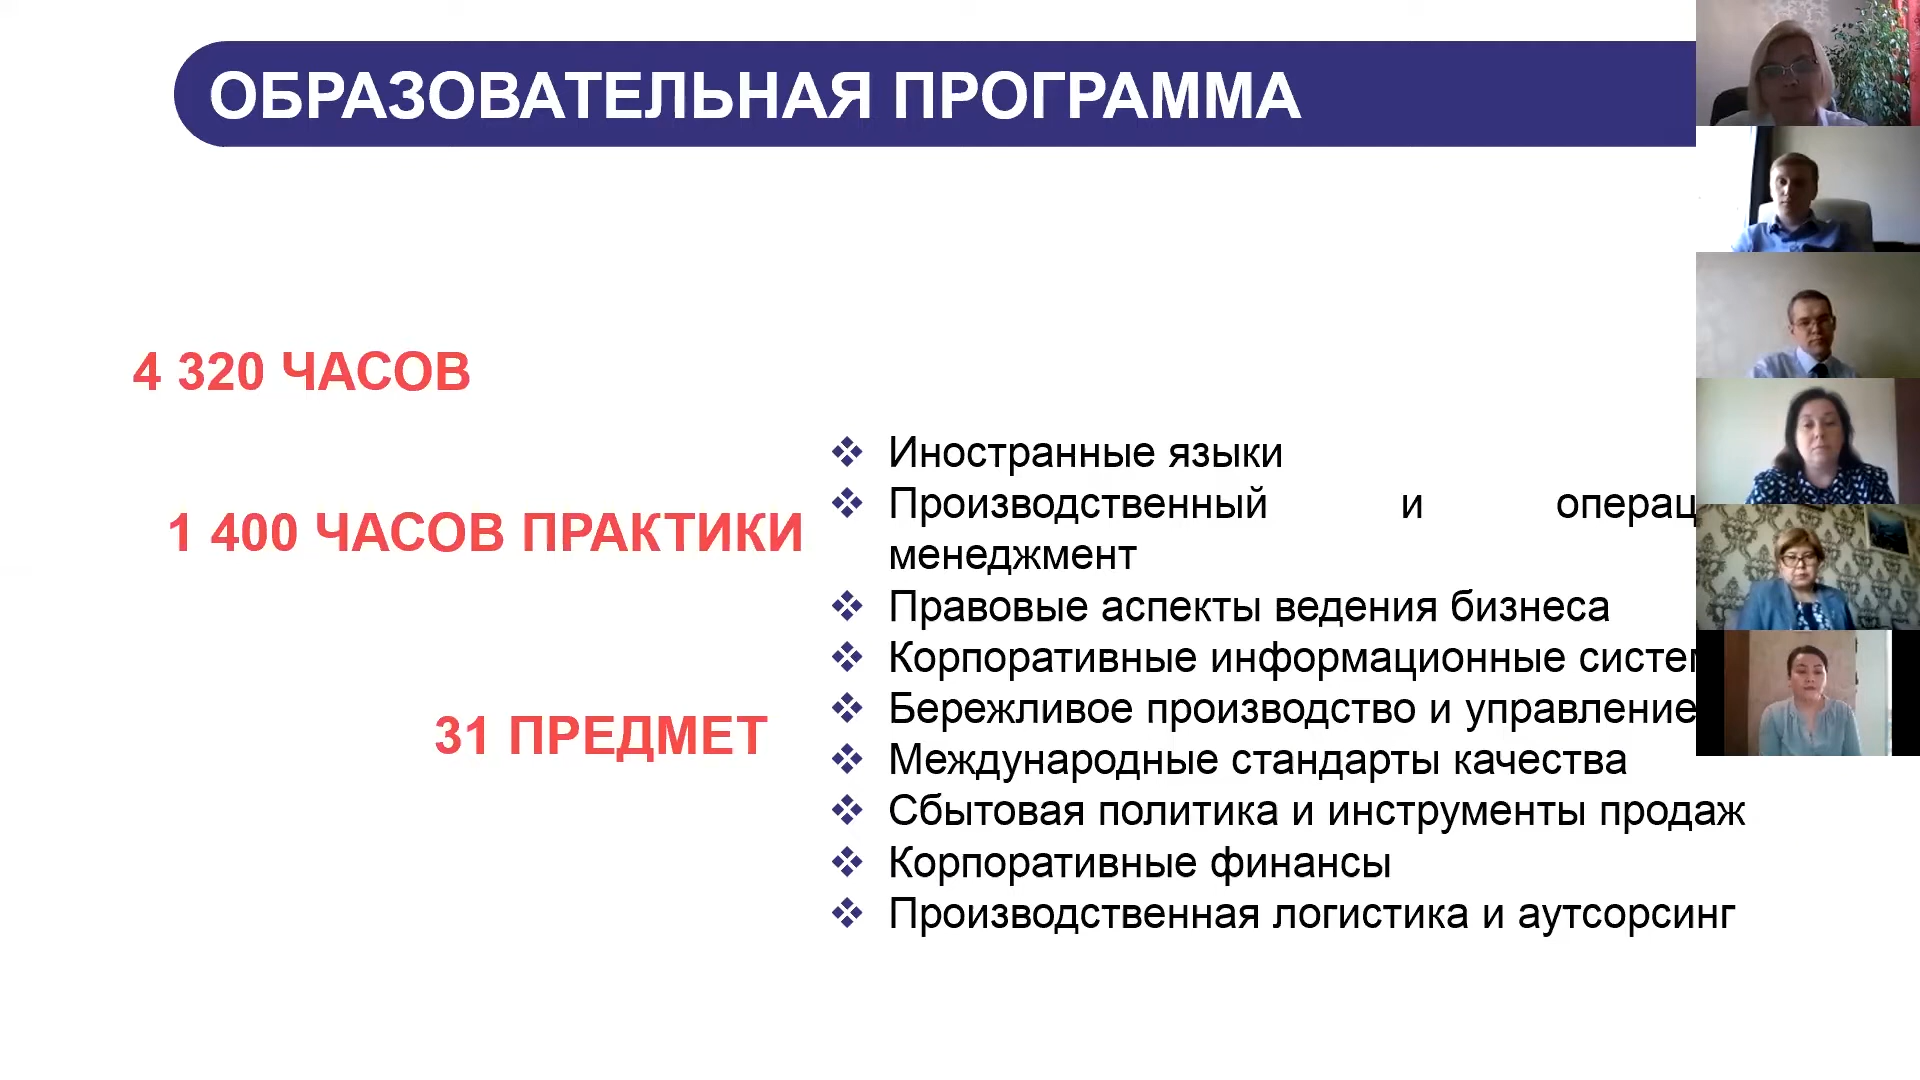 ОБРАЗОВАТЕЛЬНАЯ ПРОГРАММА
4 320 ЧАСОВ
1 400 ЧАСОВ ПРАКТИКИ
31 ПРЕДМЕТ
❖ Иностранные языки
❖ Производственный и
менеджмент
❖ Правовые аспекты ведения бизнеса
❖ Корпоративные информационные
❖ Бережливое производство и управление
❖ Международные стандарты качества
❖ Сбытовая политика и инструменты продаж
❖ Корпоративные финансы
❖ Производственная логистика и аутсорсинг